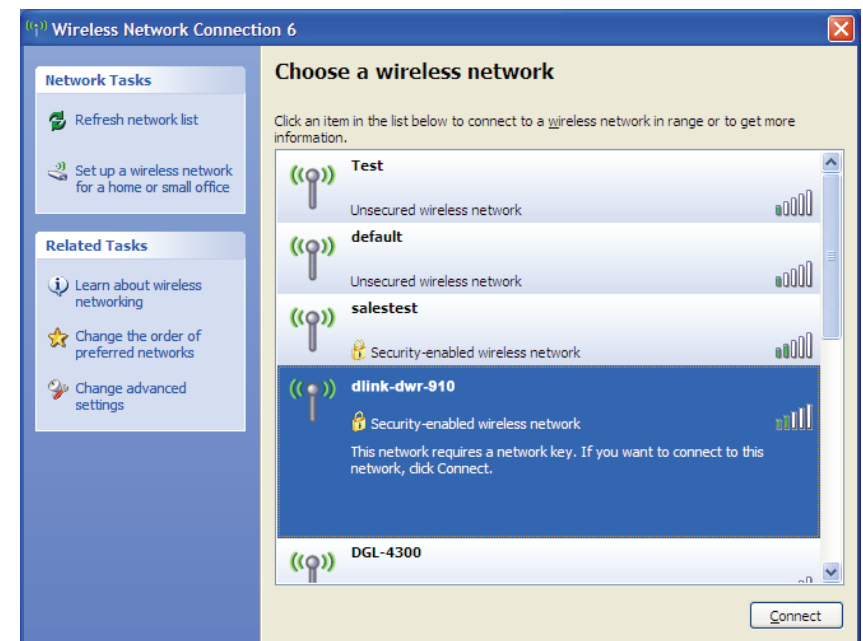 Wireless Network Connection 6
Network Tasks
Refresh network list
Set up a wireless network
for a home or small office
Related Tasks
Learn about wireless
networking
Change the order of
preferred networks
Change advanced
settings
Choose a wireless network
Click an item in the list below to connect to a wireless network in range or to get more
information.
Test
Unsecured wireless network
default
Unsecured wireless network
salestest
Security-enabled wireless network
dlink-dwr-910
Security-enabled wireless network
This network requires a network key. If you want to connect to this
network, click Connect.
DGL-4300
Connect